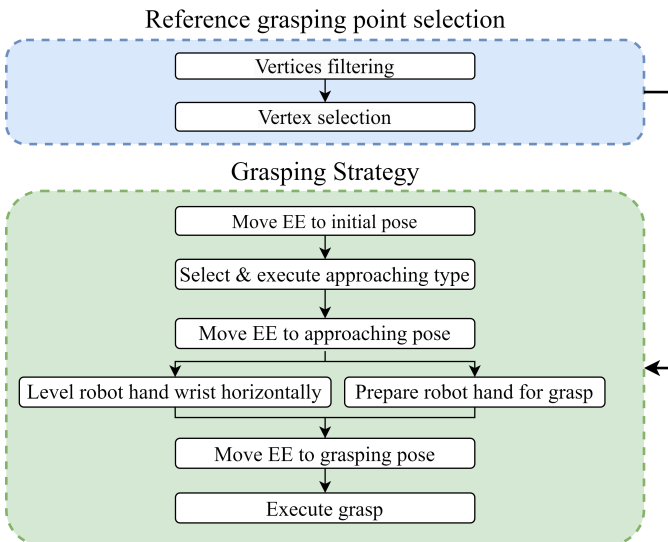 Reference grasping point selection
Vertices filtering
Vertex selection
Grasping Strategy
Move EE to initial pose
Select & execute approaching type
Move EE to approaching pose
Level robot hand wrist horizontally
Prepare robot hand for grasp
Move EE to grasping pose
Execute grasp